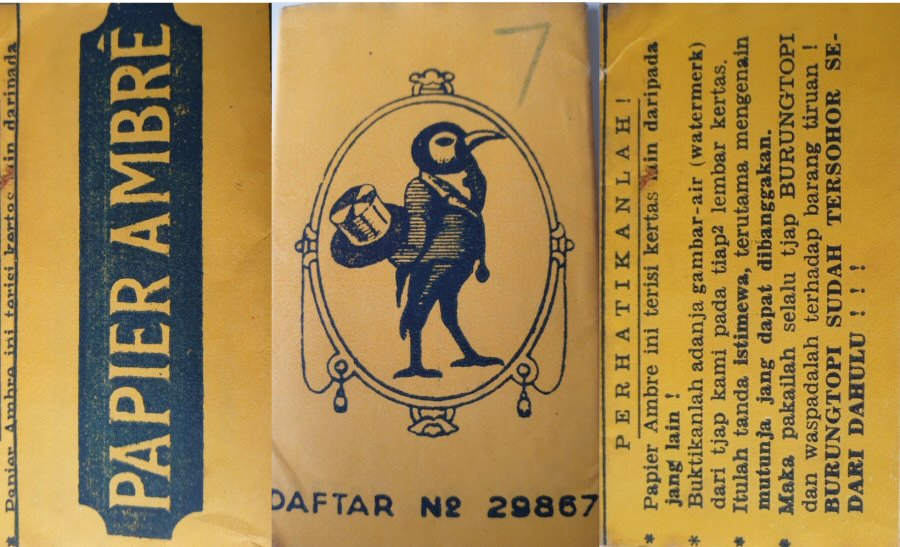 Papier Ambre ini terisi kertas lain daripada
PAPIER AMBRÉ
7
DAFTAR No 29867
PERHATIKANLAH!
* Papier Ambre ini terisi kertas lain daripada
jang lain !
* Buktikanlah adanja gambar-air (watermerk)
dari tjap kami pada tiap2 lembar kertas.
* Itulah tanda istimewa, terutama mengenain
mutunja jang dapat dibanggakan.
* Maka pakailah selalu tjap BURUNGTOPI
dan waspadalah terhadap barang tiruan !
* BURUNGTOPI SUDAH TERSOHOR SE-
DARI DAHULU ! ! !